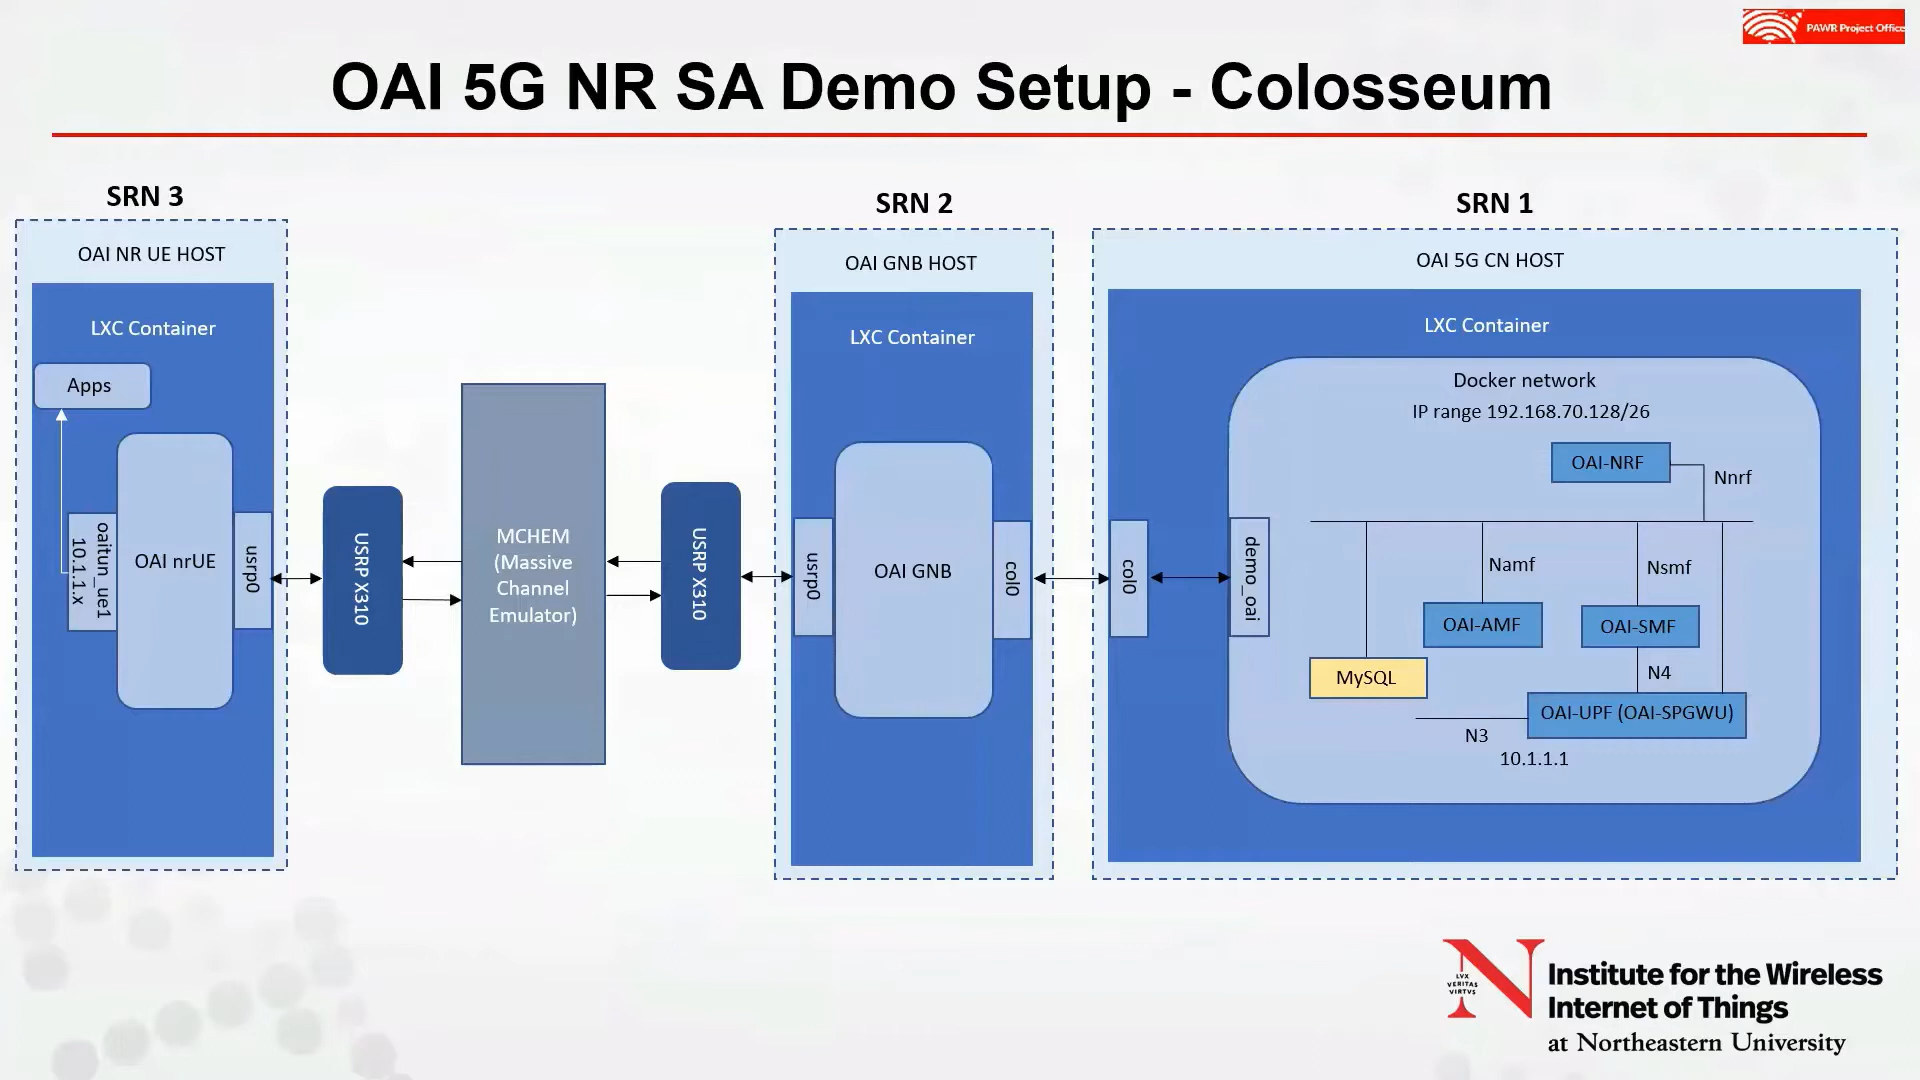 PAWR Project Office
OAI 5G NR SA Demo Setup - Colosseum
SRN 3
OAI NR UE HOST
LXC Container
Apps
oaitun_ue1
10.1.1.x
OAI nrUE
usrp0
USRP X310
MCHEM
(Massive
Channel
Emulator)
USRP X310
SRN 2
OAI GNB HOST
LXC Container
usrp0
OAI GNB
col0
SRN 1
OAI 5G CN HOST
LXC Container
col0
demo_oai
Docker network
IP range 192.168.70.128/26
OAI-NRF
Nnrf
Namf
Nsmf
OAI-AMF
OAI-SMF
MySQL
N4
OAI-UPF (OAI-SPGWU)
N3
10.1.1.1
LVX
VERITAS
VIRTVS
Institute for the Wireless
Internet of Things
at Northeastern University